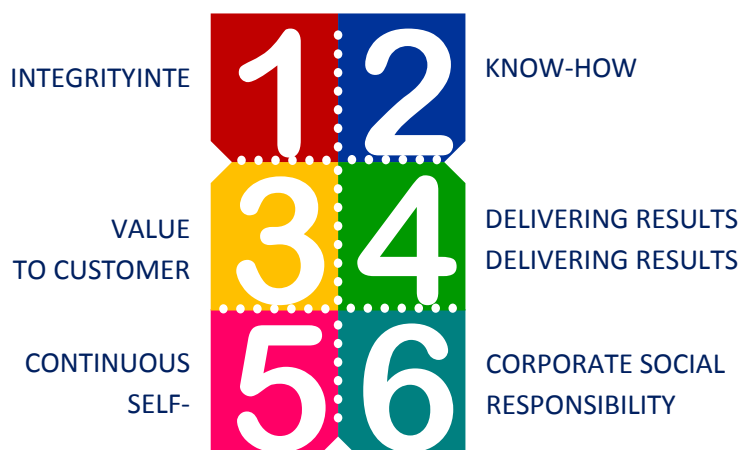 INTEGRITYINTE
1
2
KNOW-HOW
VALUE
TO CUSTOMER
3
4
DELIVERING RESULTS
DELIVERING RESULTS
CONTINUOUS
SELF-
5
6
CORPORATE SOCIAL
RESPONSIBILITY